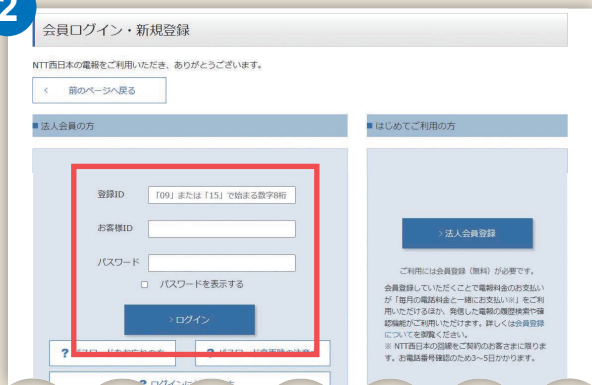 2
会員ログイン・新規登録
NTT西日本の電報をご利用いただき、ありがとうございます。
< 前のページへ戻る
■ 法人会員の方
登録ID 「09」または「15」で始まる数字8桁
お客様ID
パスワード
パスワードを表示する
>ログイン
?
?
? ログインに
■ はじめてご利用の方
>法人会員登録
ご利用には会員登録（無料）が必要です。
会員登録していただくことで電報料金のお支払い
が「毎月の電話料金と一緒にお支払い※」をご利
用いただけるほか、発信した電報の履歴検索や確
認機能がご利用いただけます。詳しくは会員登録
についてを御覧ください。
※ NTT西日本の回線をご契約のお客さまに限りま
す。お電話番号確認のため3～5日かかります。